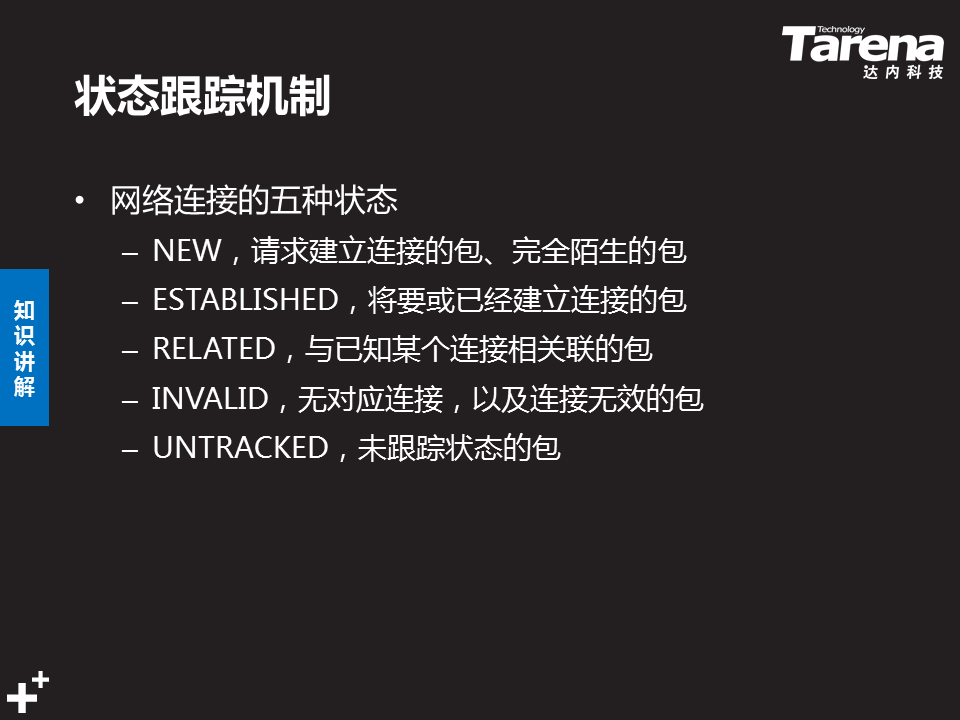 Technology
Tarena
达内科技
状态跟踪机制
• 网络连接的五种状态
– NEW，请求建立连接的包、完全陌生的包
– ESTABLISHED，将要或已经建立连接的包
– RELATED，与已知某个连接相关联的包
– INVALID，无对应连接，以及连接无效的包
– UNTRACKED，未跟踪状态的包
知识讲解